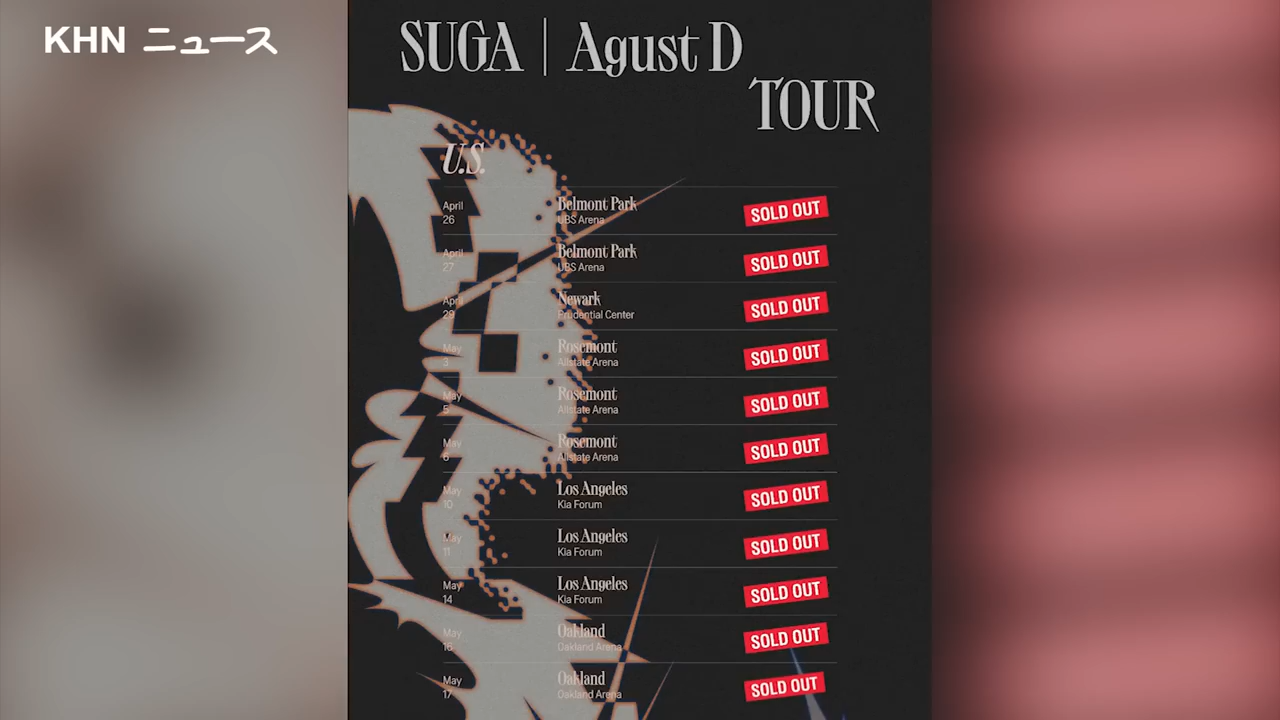 KHN ニュース
SUGA | Agust D
TOUR
U.S.
April 26 Belmont Park UBS Arena SOLD OUT
April 27 Belmont Park UBS Arena SOLD OUT
April 29 Newark Prudential Center SOLD OUT
May 3 Rosemont Allstate Arena SOLD OUT
May 5 Rosemont Allstate Arena SOLD OUT
May 6 Rosemont Allstate Arena SOLD OUT
May 10 Los Angeles Kia Forum SOLD OUT
May 11 Los Angeles Kia Forum SOLD OUT
May 14 Los Angeles Kia Forum SOLD OUT
May 16 Oakland Oakland Arena SOLD OUT
May 17 Oakland Oakland Arena SOLD OUT